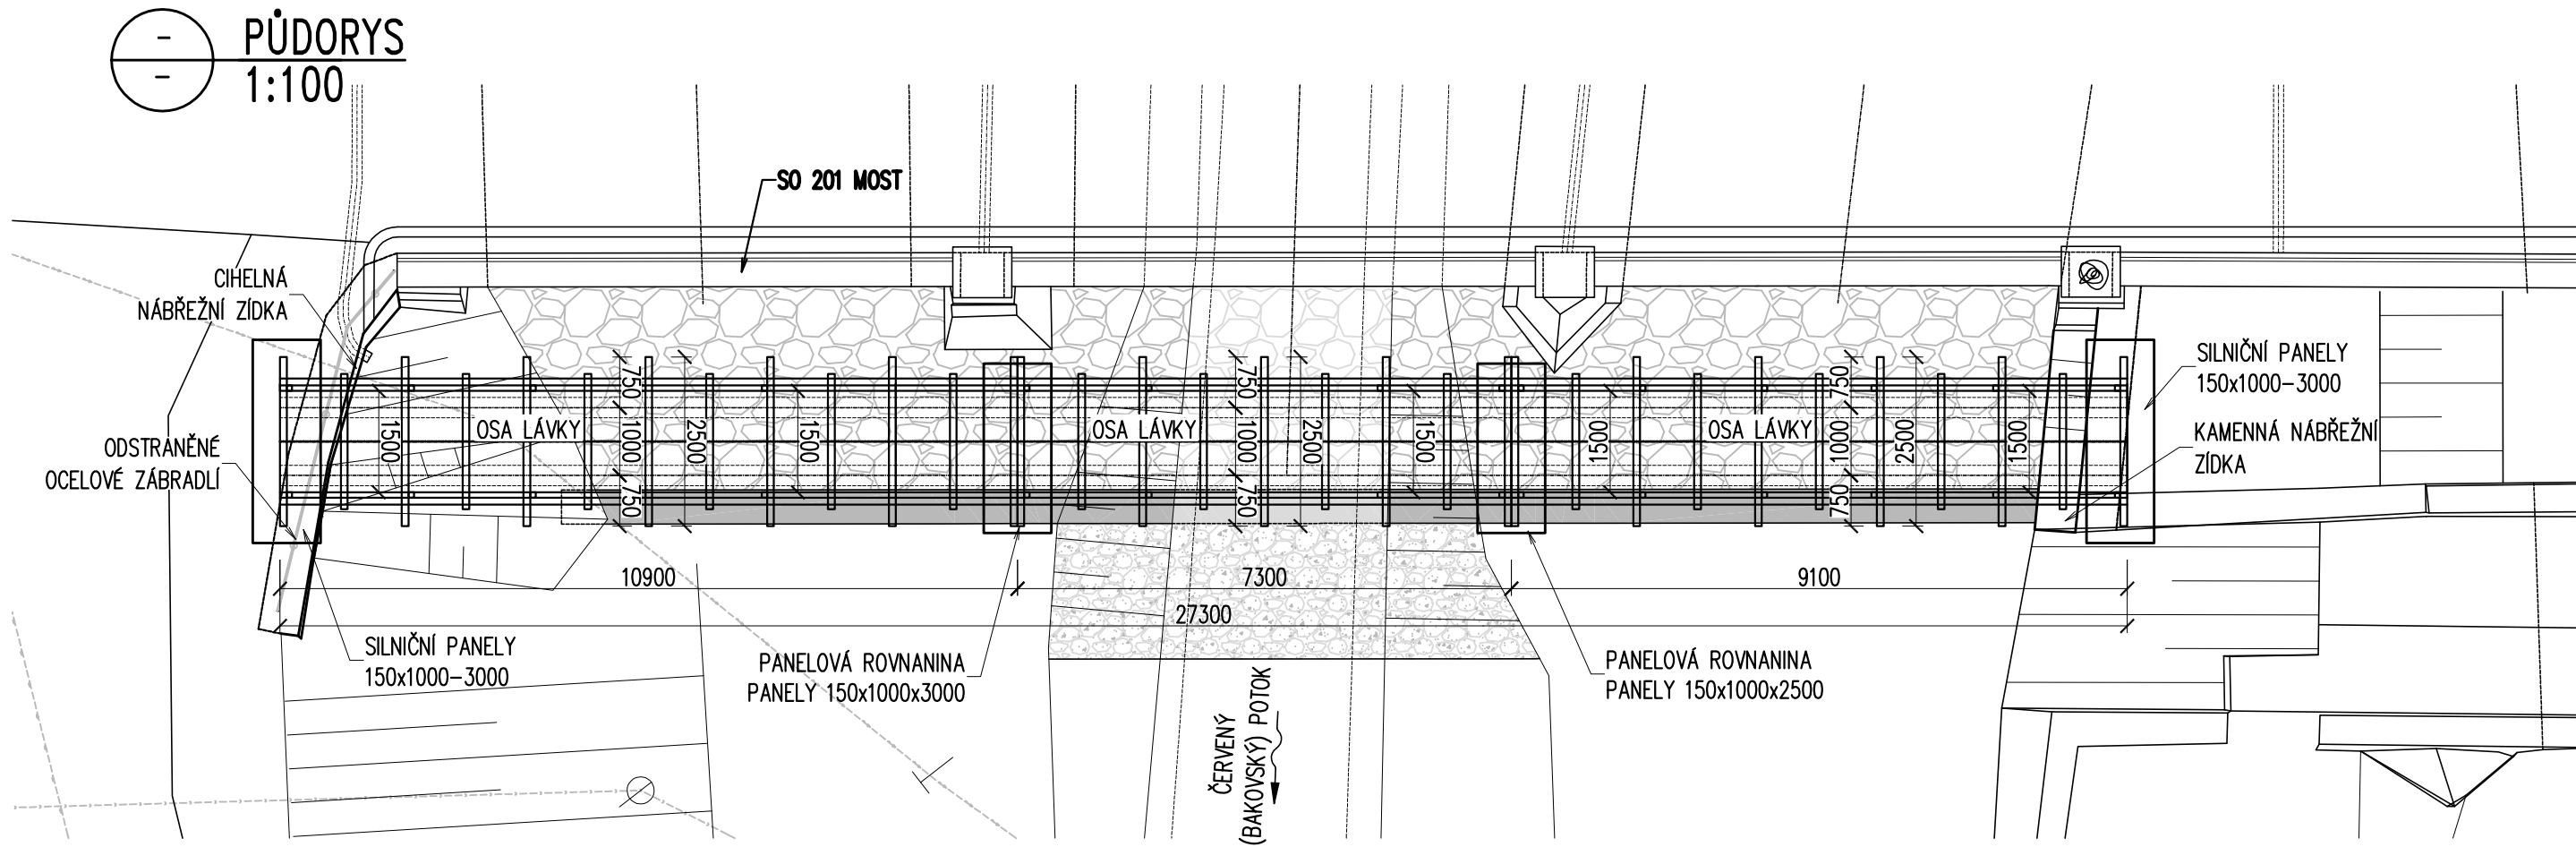 -
-
PŮDORYS
1:100
SO 201 MOST
CIHELNÁ
NÁBŘEŽNÍ ZÍDKA
ODSTRANĚNÉ
OCELOVÉ ZÁBRADLÍ
SILNIČNÍ PANELY
150x1000-3000
KAMENNÁ NÁBŘEŽNÍ
ZÍDKA
1500
OSA LÁVKY
750
1000
750
2500
1500
OSA LÁVKY
750
1000
750
2500
1500
1500
OSA LÁVKY
750
1000
750
2500
1500
10900
7300
9100
27300
SILNIČNÍ PANELY
150x1000-3000
PANELOVÁ ROVNANINA
PANELY 150x1000x3000
PANELOVÁ ROVNANINA
PANELY 150x1000x2500
ČERVENÝ
(BAKOVSKÝ) POTOK